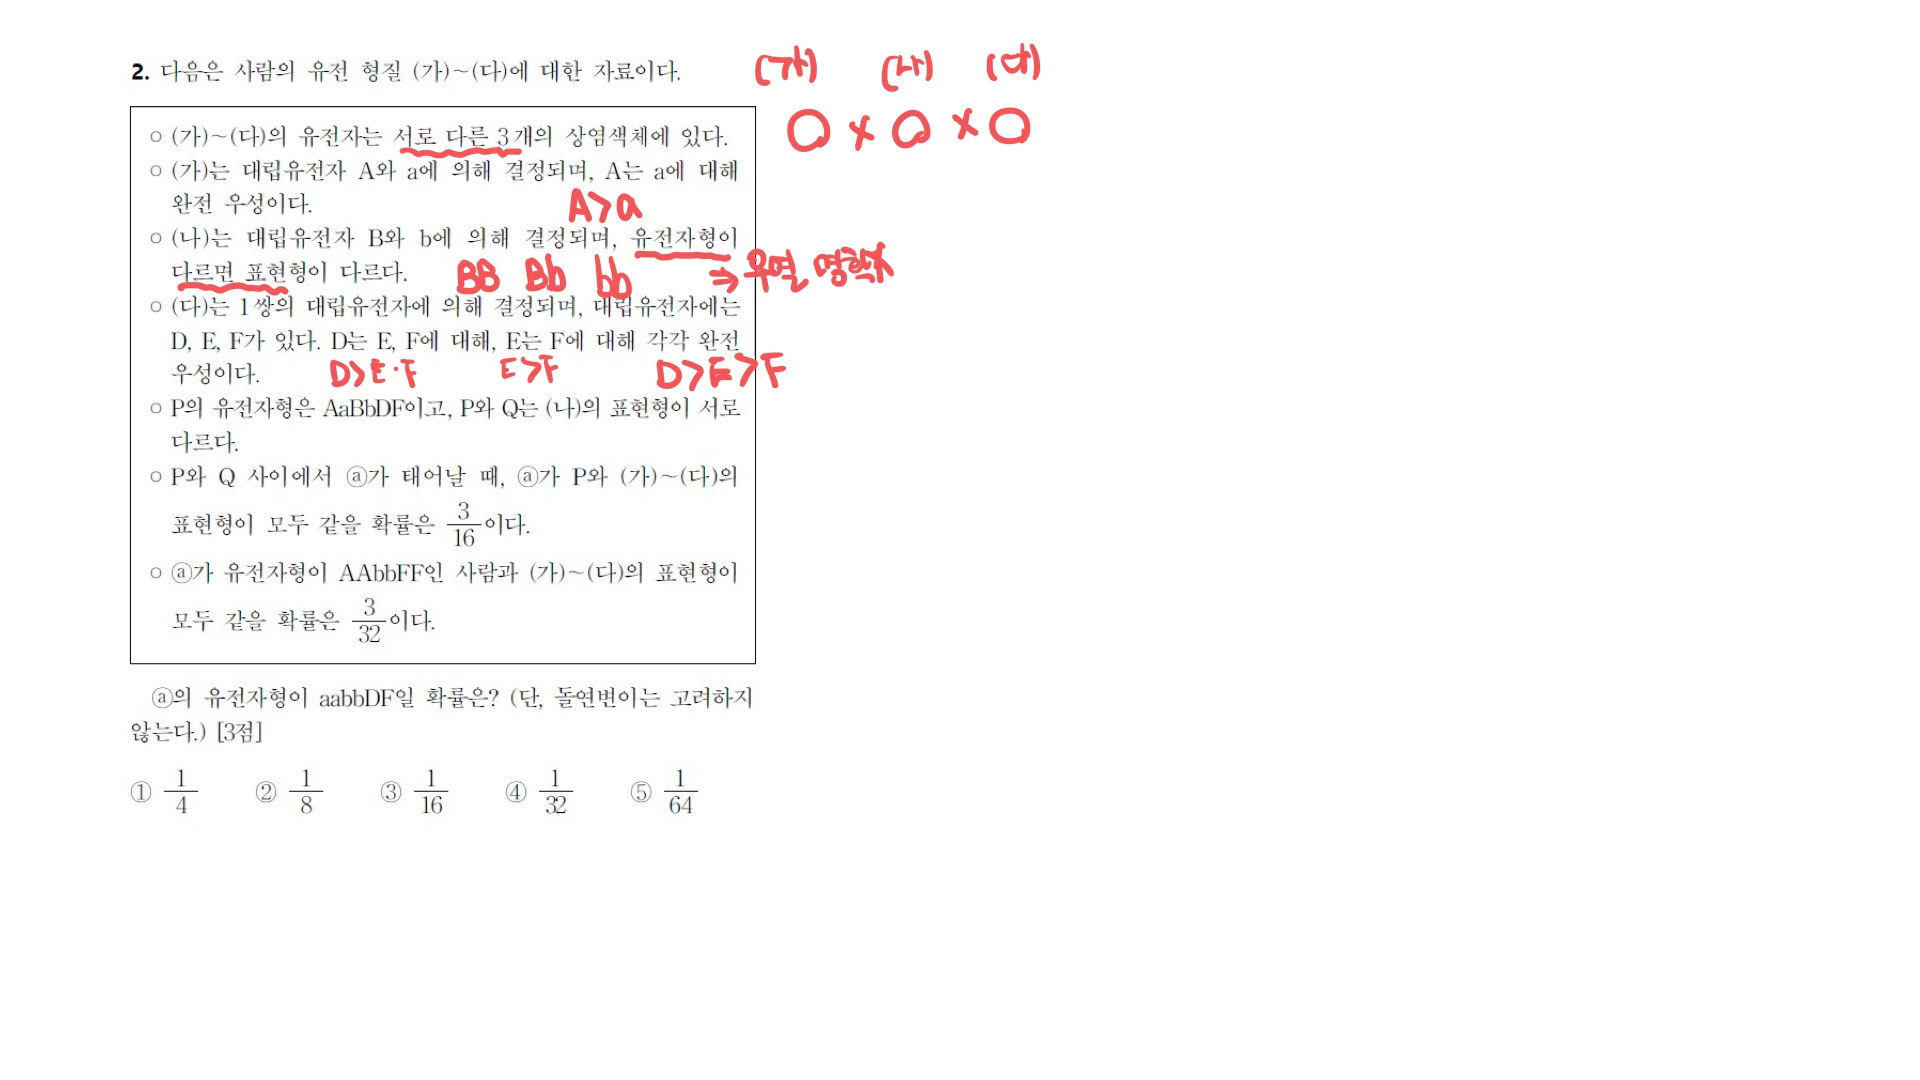 2. 다음은 사람의 유전 형질 (가)~(다)에 대한 자료이다.
(가) (나) (다)
○ × ○ × ○
○ (가)~(다)의 유전자는 서로 다른 3개의 상염색체에 있다.
○ (가)는 대립유전자 A와 a에 의해 결정되며, A는 a에 대해
완전 우성이다.
A>a
○ (나)는 대립유전자 B와 b에 의해 결정되며, 유전자형이
다르면 표현형이 다르다.
BB Bb bb ⇒ 우열 명확X
○ (다)는 1쌍의 대립유전자에 의해 결정되며, 대립유전자에는
D, E, F가 있다. D는 E, F에 대해, E는 F에 대해 각각 완전
우성이다.
D>E·F E>F D>E>F
○ P의 유전자형은 AaBbDF이고, P와 Q는 (나)의 표현형이 서로
다르다.
○ P와 Q 사이에서 ⓐ가 태어날 때, ⓐ가 P와 (가)~(다)의
표현형이 모두 같을 확률은 3/16이다.
○ ⓐ가 유전자형이 AAbbFF인 사람과 (가)~(다)의 표현형이
모두 같을 확률은 3/32이다.
ⓐ의 유전자형이 aabbDF일 확률은? (단, 돌연변이는 고려하지
않는다.) [3점]
① 1/4 ② 1/8 ③ 1/16 ④ 1/32 ⑤ 1/64